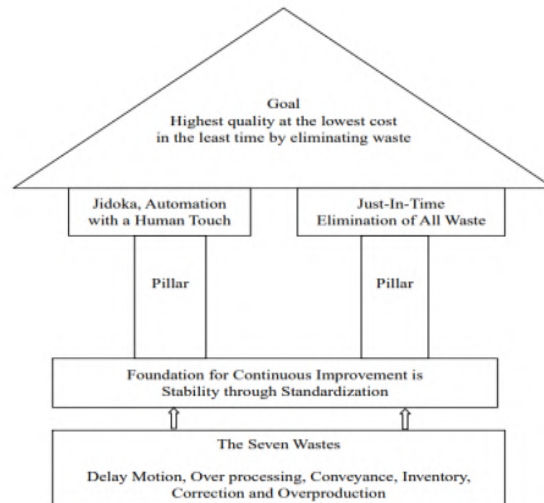 Goal
Highest quality at the lowest cost
in the least time by eliminating waste
Jidoka, Automation
with a Human Touch
Just-In-Time
Elimination of All Waste
Pillar
Pillar
Foundation for Continuous Improvement is
Stability through Standardization
The Seven Wastes
Delay Motion, Over processing, Conveyance, Inventory,
Correction and Overproduction